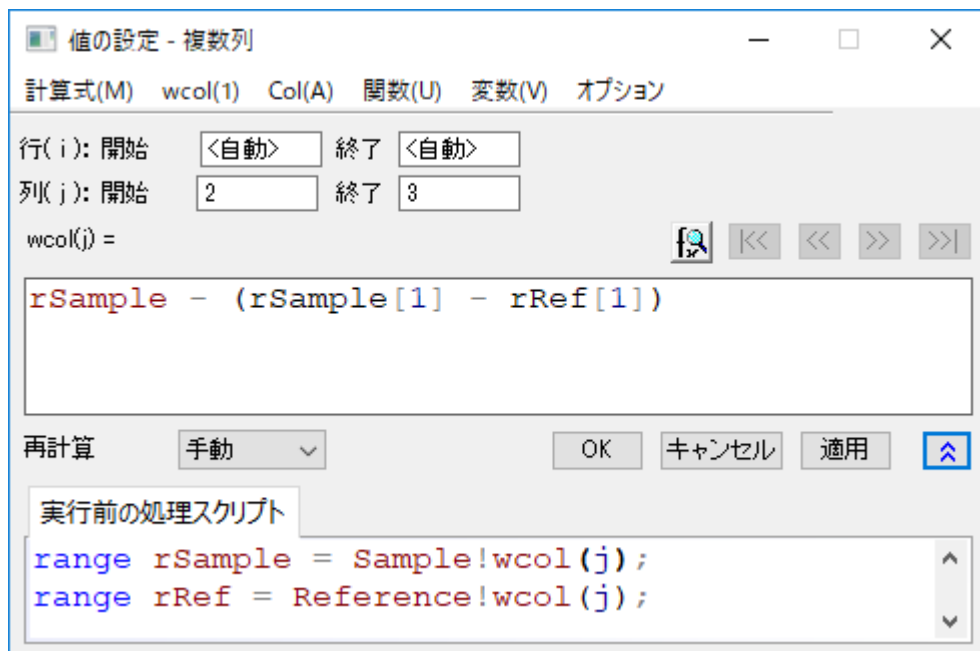 値の設定 - 複数列
計算式(M) wcol(1) Col(A) 関数(U) 変数(V) オプション
行( i ): 開始 <自動> 終了 <自動>
列( j ): 開始 2 終了 3
wcol(j) =
|<< << >> >>|
rSample - (rSample[1] - rRef[1])
再計算 手動 OK キャンセル 適用
実行前の処理スクリプト
range rSample = Sample!wcol(j);
range rRef = Reference!wcol(j);